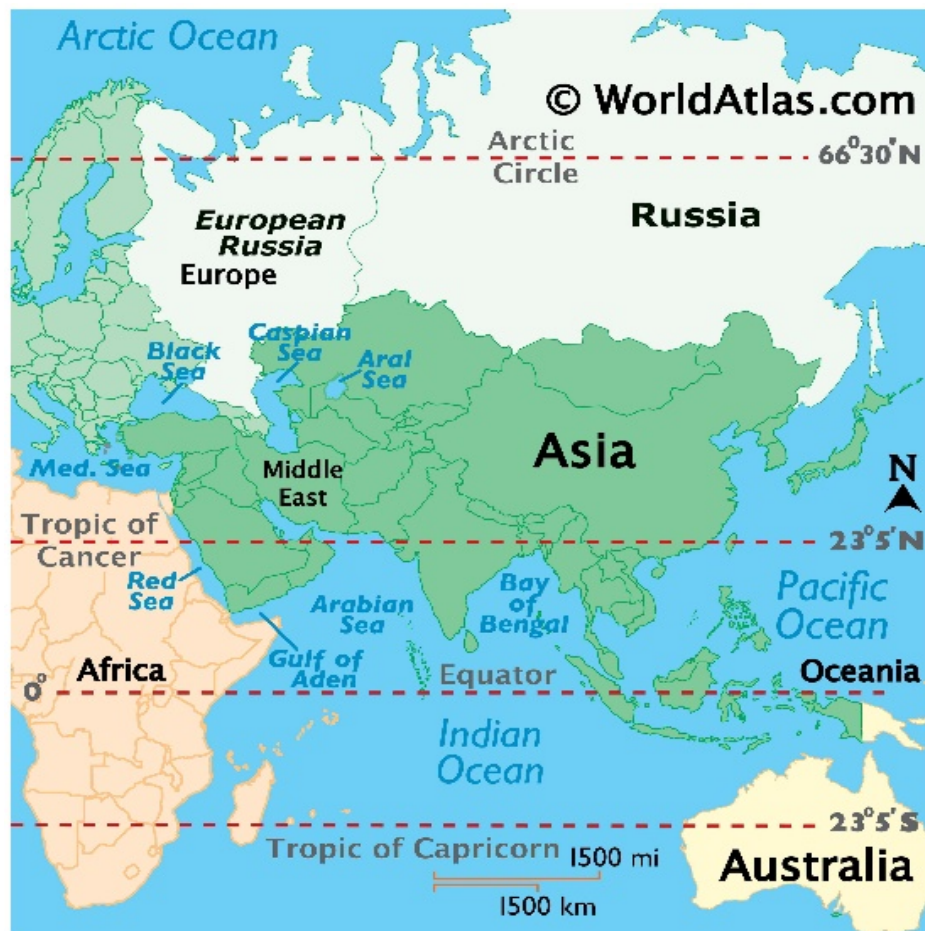 Arctic Ocean
© WorldAtlas.com
Arctic
Circle
66°30'N
European
Russia
Europe
Russia
Black
Sea
Caspian
Sea
Aral
Sea
Asia
Med. Sea
Middle
East
N
Tropic of
Cancer
23°5'N
Red
Sea
Arabian
Sea
Bay
of
Bengal
Pacific
Ocean
Gulf of
Aden
Africa
Equator
Oceania
0°
Indian
Ocean
23°5'S
Tropic of Capricorn
1500 mi
1500 km
Australia